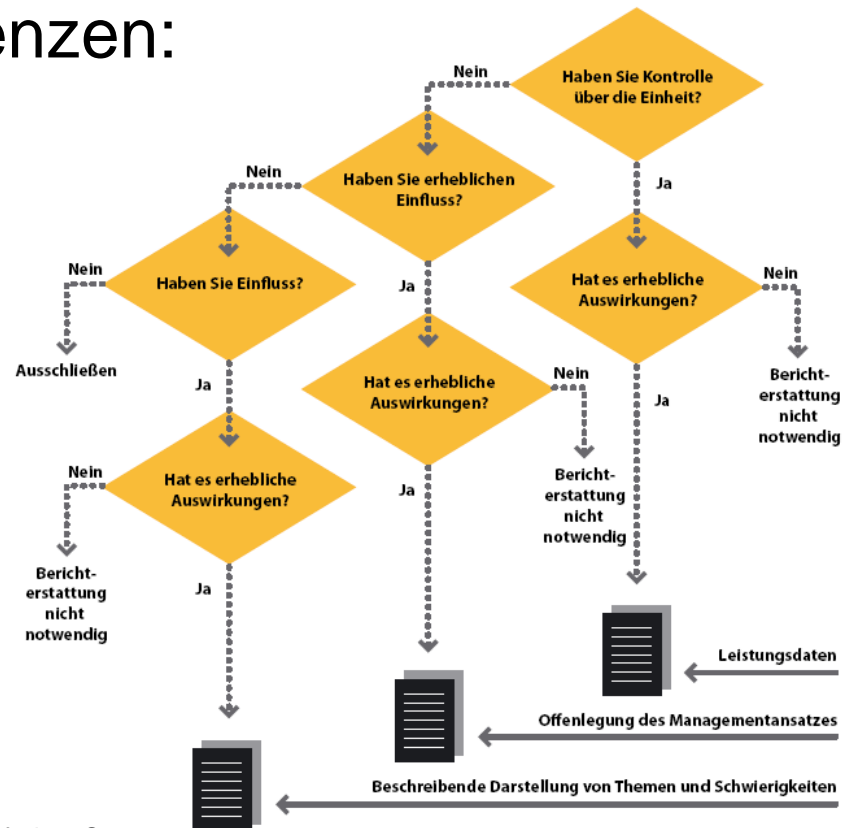 enzen:
Haben Sie Kontrolle
über die Einheit?
Nein
Ja
Haben Sie erheblichen
Einfluss?
Nein
Ja
Haben Sie Einfluss?
Nein
Ausschließen
Ja
Hat es erhebliche
Auswirkungen?
Nein
Bericht-
erstattung
nicht
notwendig
Ja
Hat es erhebliche
Auswirkungen?
Nein
Bericht-
erstattung
nicht
notwendig
Ja
Hat es erhebliche
Auswirkungen?
Nein
Bericht-
erstattung
nicht
notwendig
Ja
Leistungsdaten
Offenlegung des Managementansatzes
Beschreibende Darstellung von Themen und Schwierigkeiten